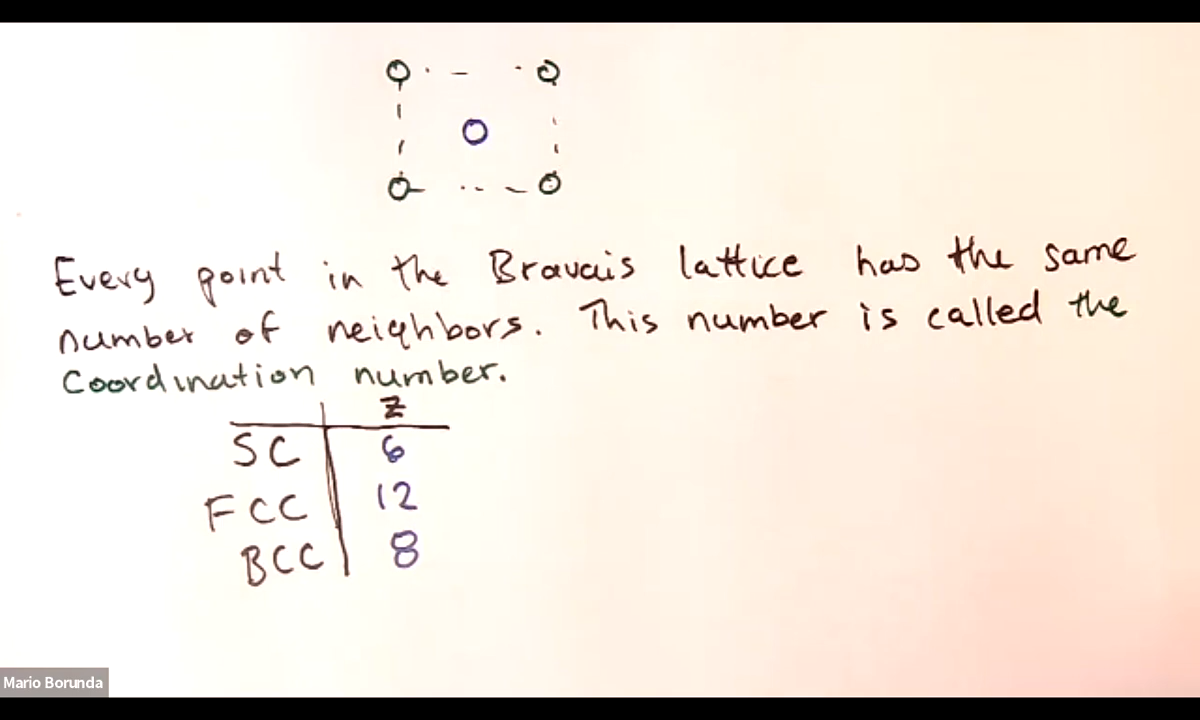 Every point in the Bravais lattice has the same
number of neighbors. This number is called the
Coordination number.
Z
SC 6
FCC 12
BCC 8
Mario Borunda